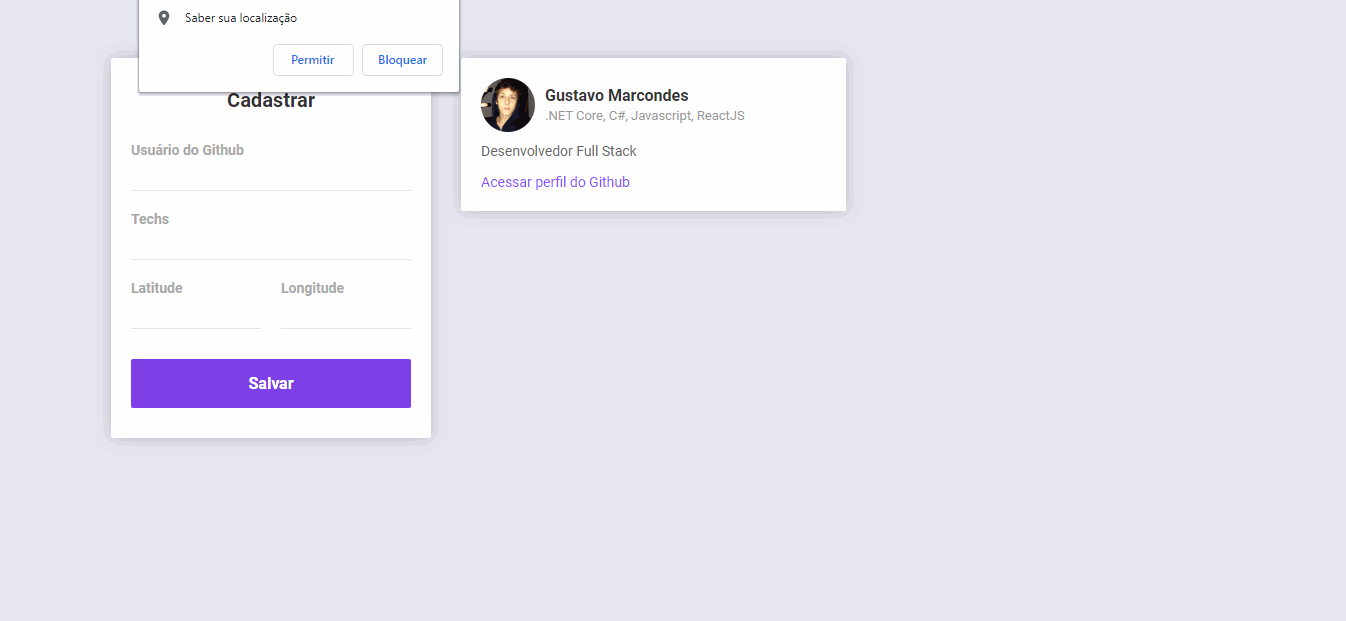 Saber sua localização
Permitir
Bloquear
Cadastrar
Usuário do Github
Techs
Latitude
Longitude
Salvar
Gustavo Marcondes
.NET Core, C#, Javascript, ReactJS
Desenvolvedor Full Stack
Acessar perfil do Github